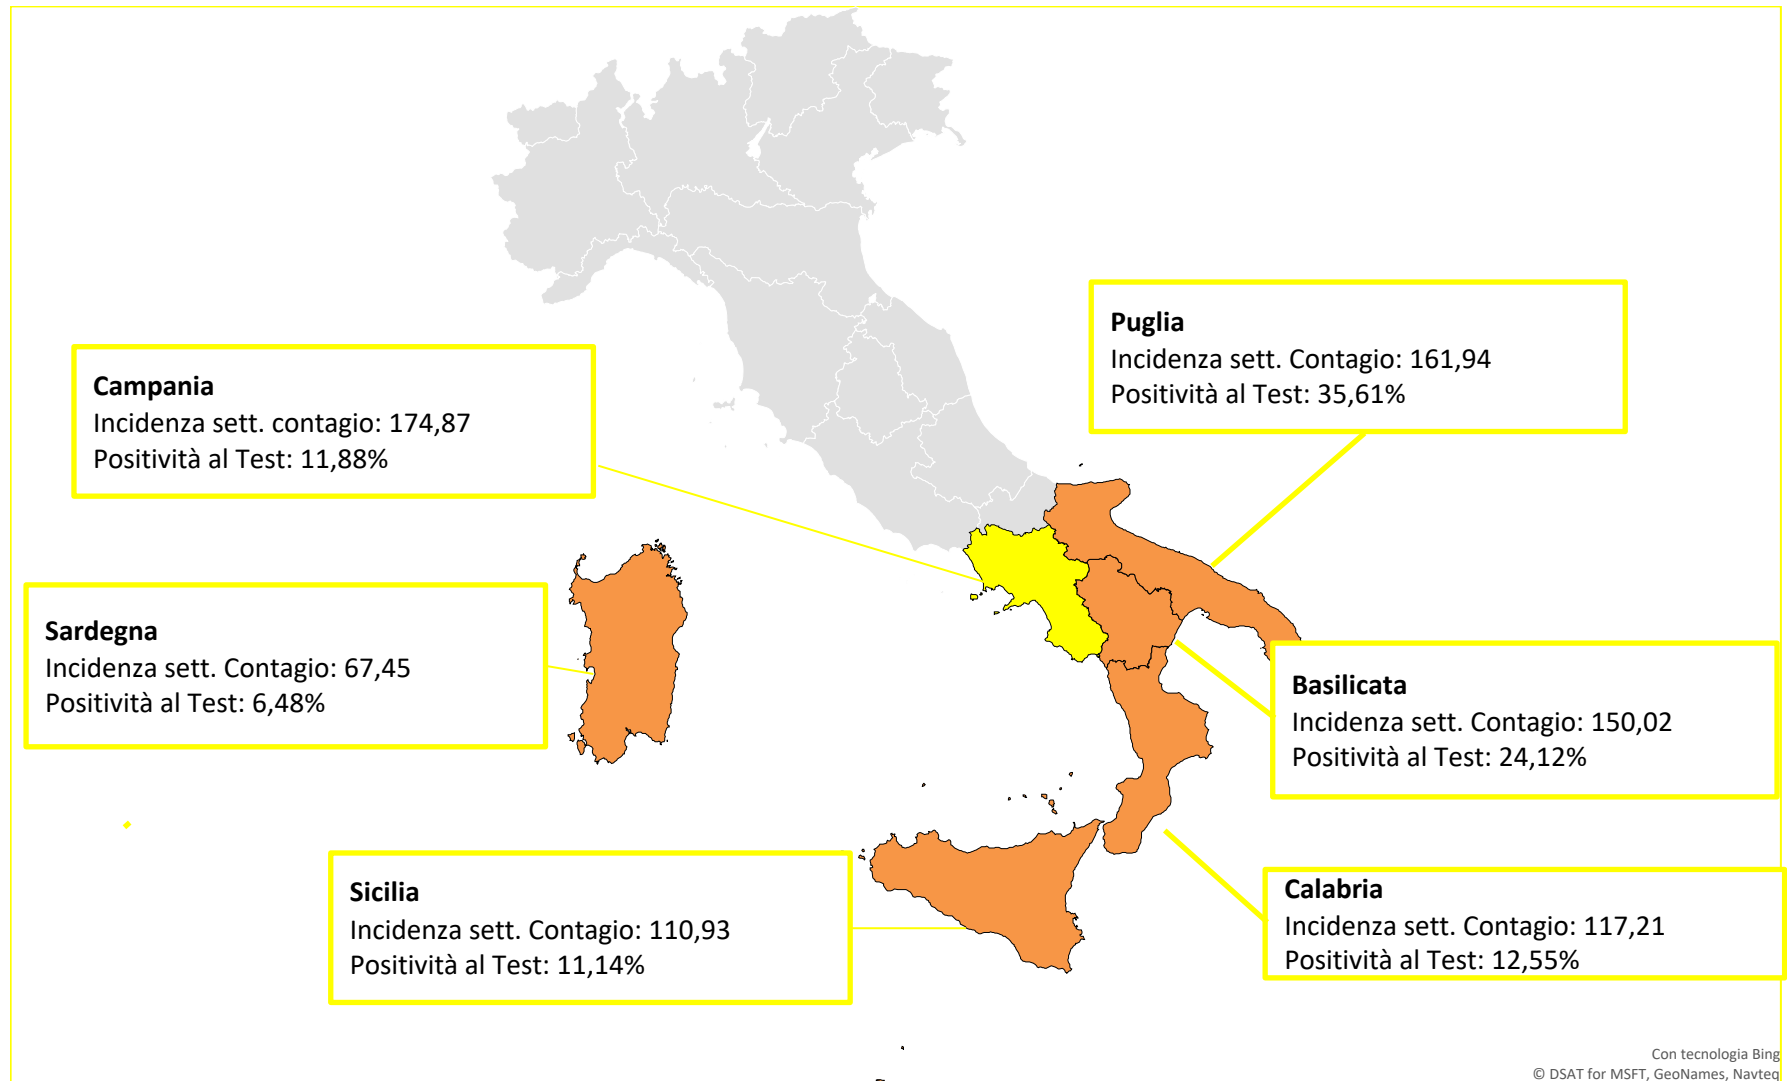 Puglia
Incidenza sett. Contagio: 161,94
Positività al Test: 35,61%
Campania
Incidenza sett. contagio: 174,87
Positività al Test: 11,88%
Sardegna
Incidenza sett. Contagio: 67,45
Positività al Test: 6,48%
Basilicata
Incidenza sett. Contagio: 150,02
Positività al Test: 24,12%
Sicilia
Incidenza sett. Contagio: 110,93
Positività al Test: 11,14%
Calabria
Incidenza sett. Contagio: 117,21
Positività al Test: 12,55%
Con tecnologia Bing
© DSAT for MSFT, GeoNames, Navteq